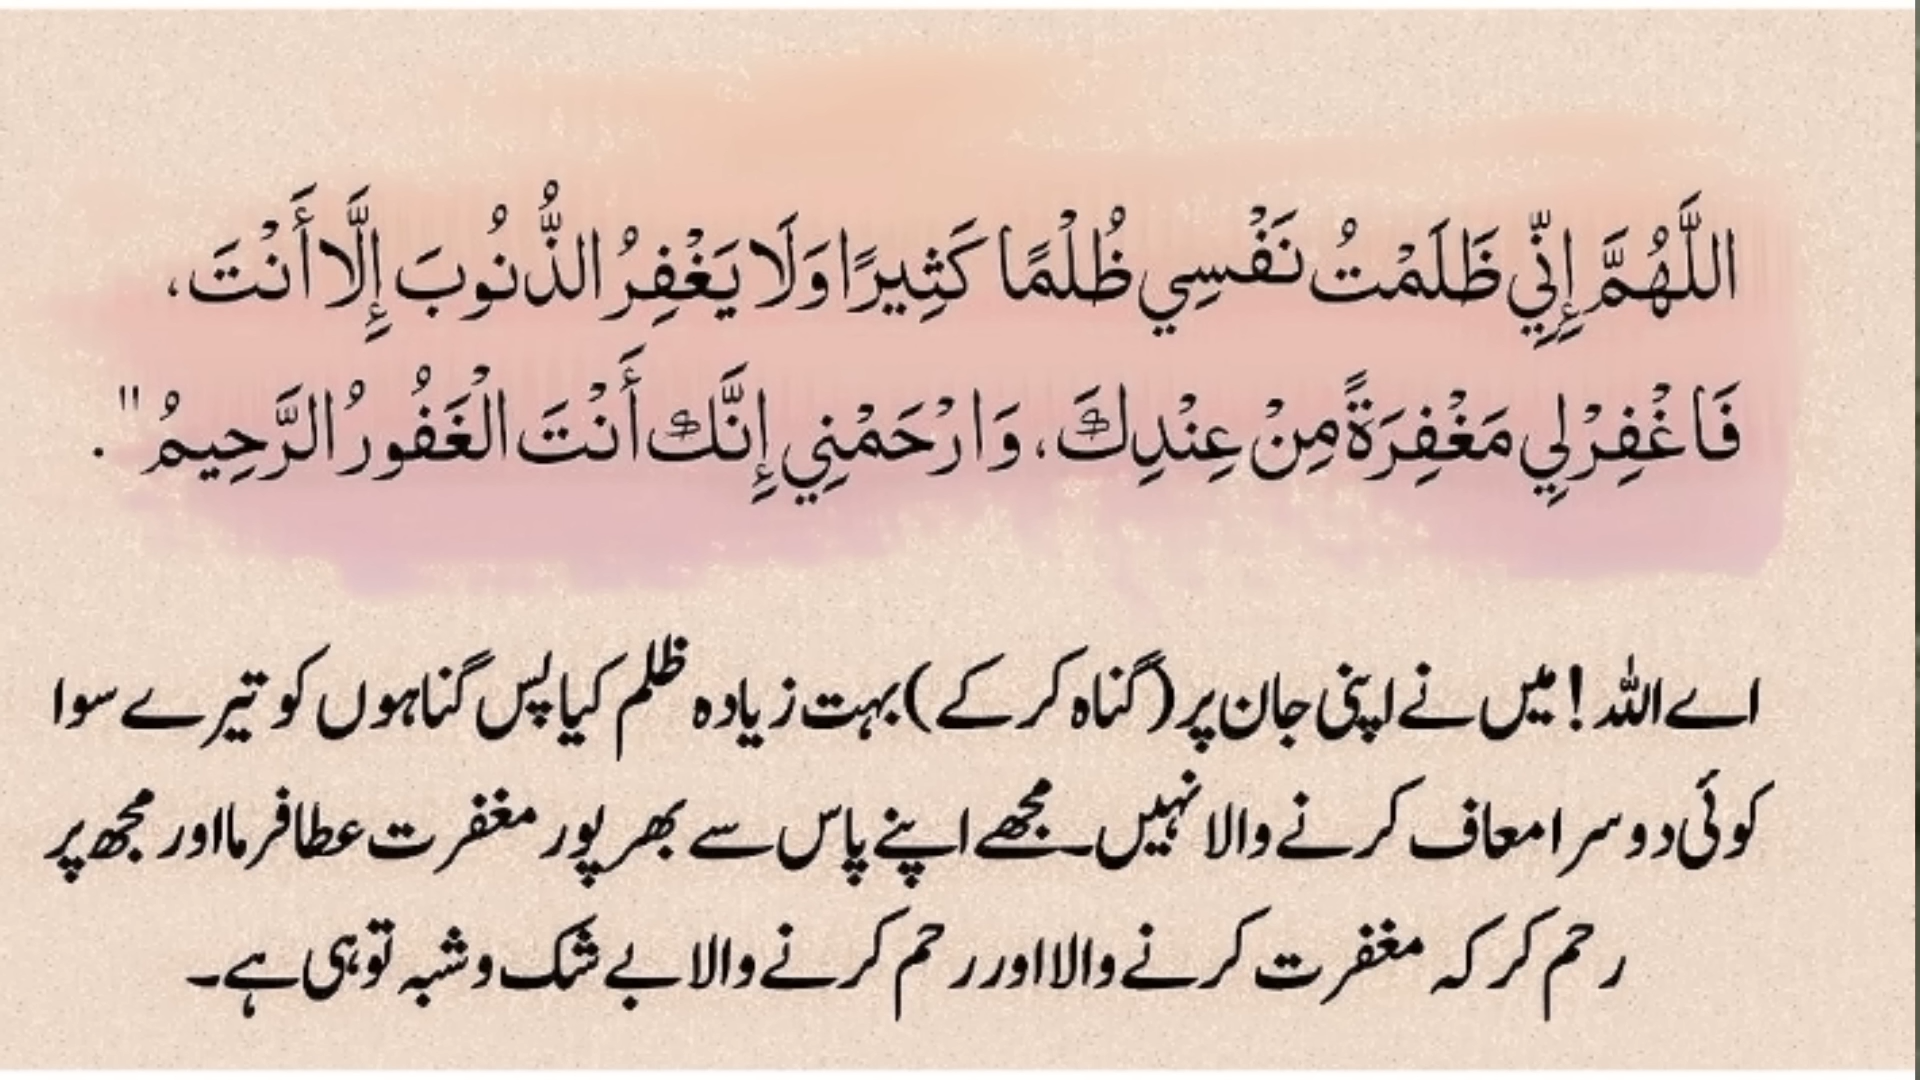 اللَّهُمَّ إِنِّي ظَلَمْتُ نَفْسِي ظُلْمًا كَثِيرًا وَلَا يَغْفِرُ الذُّنُوبَ إِلَّا أَنْتَ،
فَاغْفِرْ لِي مَغْفِرَةً مِنْ عِنْدِكَ، وَارْحَمْنِي إِنَّكَ أَنْتَ الْغَفُورُ الرَّحِيمُ".
اے اللہ! میں نے اپنی جان پر (گناہ کر کے) بہت زیادہ ظلم کیا پس گناہوں کو تیرے سوا
کوئی دوسرا معاف کرنے والا نہیں۔ مجھے اپنے پاس سے بھر پور مغفرت عطا فرما اور مجھ پر
رحم کر کہ مغفرت کرنے والا اور رحم کرنے والا بے شک و شبہ تو ہی ہے۔